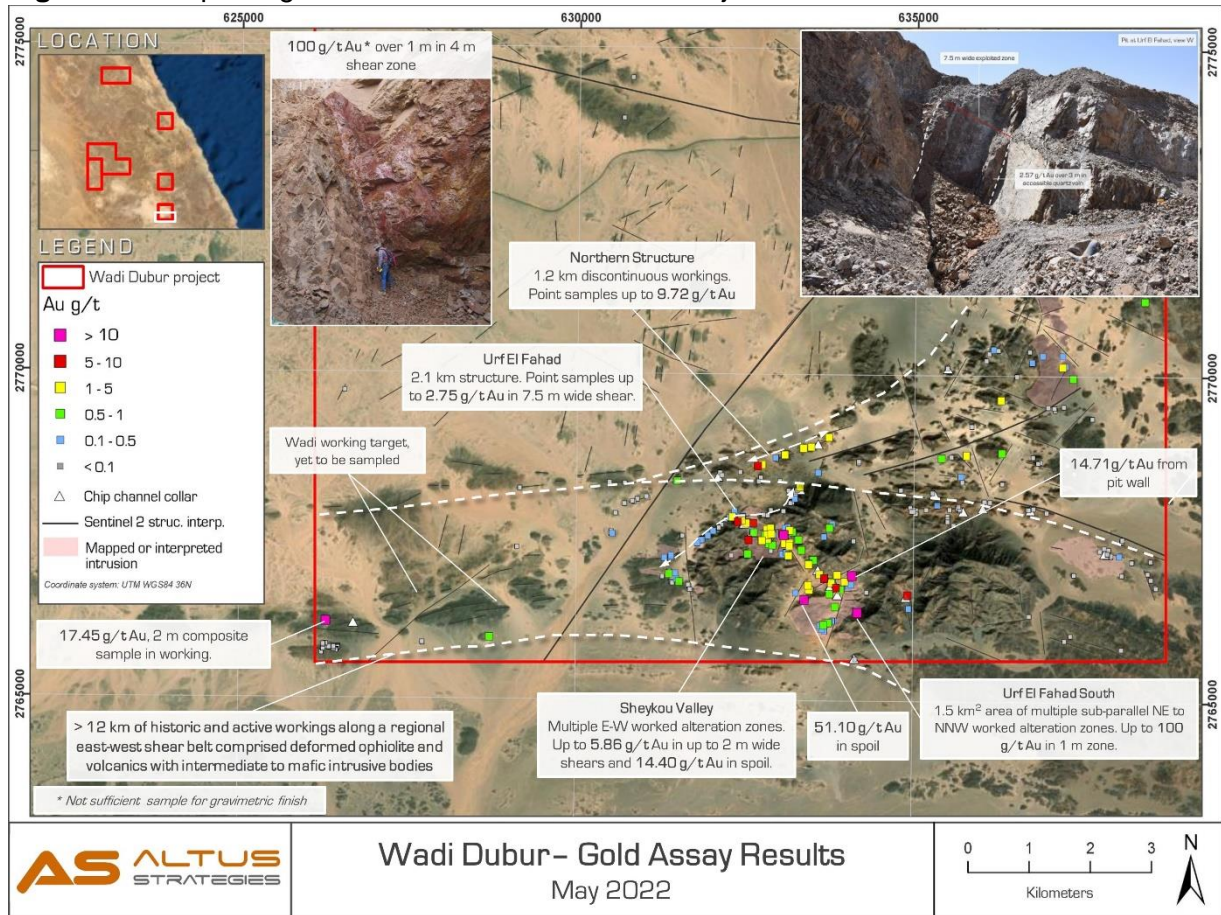 625000
630000
635000
2775000
2775000
2770000
2770000
2765000
2765000
LOCATION
LEGEND
Wadi Dubur project
Au g/t
> 10
5 - 10
1 - 5
0.5 - 1
0.1 - 0.5
< 0.1
Chip channel collar
Sentinel 2 struc. interp.
Mapped or interpreted
intrusion
Coordinate system: UTM WGS84 36N
100 g/t Au* over 1 m in 4 m
shear zone
Pit at Urf El Fahad, view W
7.5 m wide exploited zone
2.57 g/t Au over 3 m in
accessible quartz vein
Northern Structure
1.2 km discontinuous workings.
Point samples up to 9.72 g/t Au
Urf El Fahad
2.1 km structure. Point samples up
to 2.75 g/t Au in 7.5 m wide shear.
Wadi working target,
yet to be sampled
14.71 g/t Au from
pit wall
17.45 g/t Au, 2 m composite
sample in working.
> 12 km of historic and active workings along a regional
east-west shear belt comprised deformed ophiolite and
volcanics with intermediate to mafic intrusive bodies
Sheykou Valley
Multiple E-W worked alteration zones.
Up to 5.86 g/t Au in up to 2 m wide
shears and 14.40 g/t Au in spoil.
51.10 g/t Au
in spoil
Urf El Fahad South
1.5 km² area of multiple sub-parallel NE to
NNW worked alteration zones. Up to 100
g/t Au in 1 m zone.
* Not sufficient sample for gravimetric finish
AS ALTUS
STRATEGIES
Wadi Dubur – Gold Assay Results
May 2022
0 1 2 3
Kilometers
N